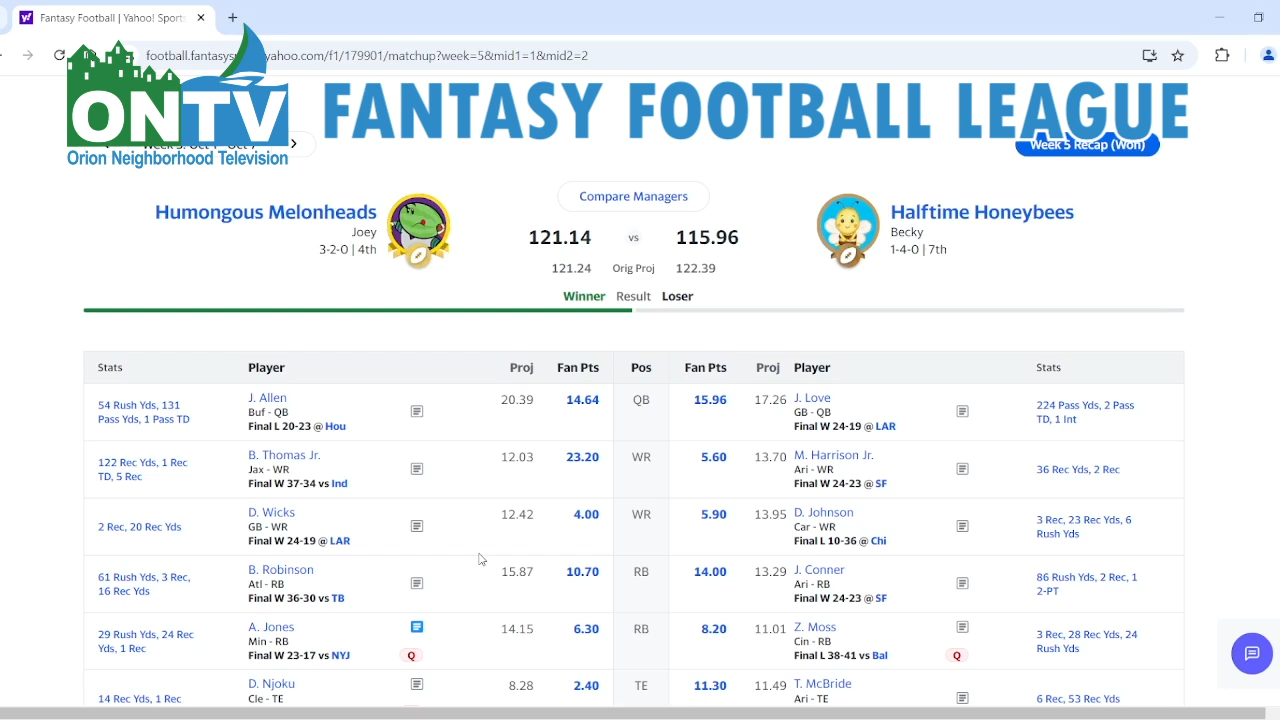 Fantasy Football | Yahoo! Sports
football.fantasys yahoo.com/f1/179901/matchup?week=5&mid1=1&mid2=2
ONTV
Orion Neighborhood Television
FANTASY FOOTBALL LEAGUE
Week 5 Recap (Won)
Compare Managers
Humongous Melonheads
Joey
3-2-0 | 4th
121.14 vs 115.96
121.24 Orig Proj 122.39
Winner Result Loser
Halftime Honeybees
Becky
1-4-0 | 7th
Stats Player Proj Fan Pts Pos Fan Pts Proj Player Stats
54 Rush Yds, 131 Pass Yds, 1 Pass TD J. Allen 20.39 14.64 QB 15.96 17.26 J. Love 224 Pass Yds, 2 Pass TD, 1 Int
Buf - QB GB - QB
Final L 20-23 @ Hou Final W 24-19 @ LAR
122 Rec Yds, 1 Rec TD, 5 Rec B. Thomas Jr. 12.03 23.20 WR 5.60 13.70 M. Harrison Jr. 36 Rec Yds, 2 Rec
Jax - WR Ari - WR
Final W 37-34 vs Ind Final W 24-23 @ SF
2 Rec, 20 Rec Yds D. Wicks 12.42 4.00 WR 5.90 13.95 D. Johnson 3 Rec, 23 Rec Yds, 6 Rush Yds
GB - WR Car - WR
Final W 24-19 @ LAR Final L 10-36 @ Chi
61 Rush Yds, 3 Rec, 16 Rec Yds B. Robinson 15.87 10.70 RB 14.00 13.29 J. Conner 86 Rush Yds, 2 Rec, 1 2-PT
Atl - RB Ari - RB
Final W 36-30 vs TB Final W 24-23 @ SF
29 Rush Yds, 24 Rec Yds, 1 Rec A. Jones 14.15 6.30 RB 8.20 11.01 Z. Moss 3 Rec, 28 Rec Yds, 24 Rush Yds
Min - RB Cin - RB
Final W 23-17 vs NYJ Q Final L 38-41 vs Bal Q
14 Rec Yds, 1 Rec D. Njoku 8.28 2.40 TE 11.30 11.49 T. McBride 6 Rec, 53 Rec Yds
Cle - TE Ari - TE